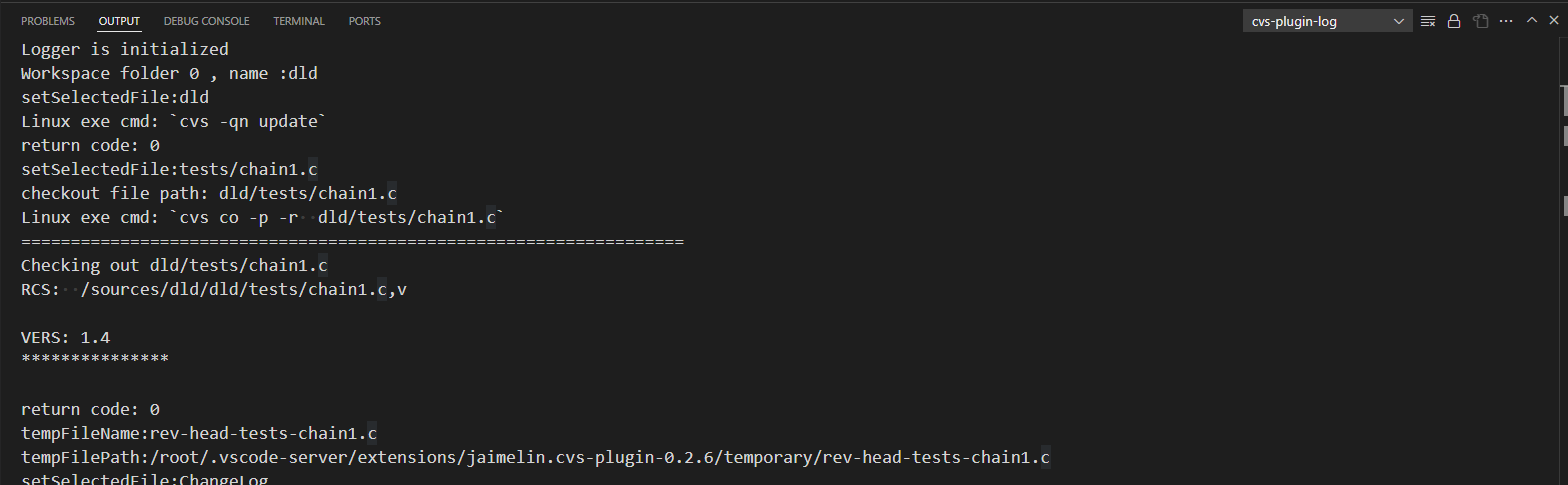 PROBLEMS OUTPUT DEBUG CONSOLE TERMINAL PORTS cvs-plugin-log
Logger is initialized
Workspace folder 0 , name :dld
setSelectedFile:dld
Linux exe cmd: `cvs -qn update`
return code: 0
setSelectedFile:tests/chain1.c
checkout file path: dld/tests/chain1.c
Linux exe cmd: `cvs co -p -r  dld/tests/chain1.c`
===================================================================
Checking out dld/tests/chain1.c
RCS:  /sources/dld/dld/tests/chain1.c,v
VERS: 1.4
***************
return code: 0
tempFileName:rev-head-tests-chain1.c
tempFilePath:/root/.vscode-server/extensions/jaimelin.cvs-plugin-0.2.6/temporary/rev-head-tests-chain1.c
setSelectedFile:ChangeLog